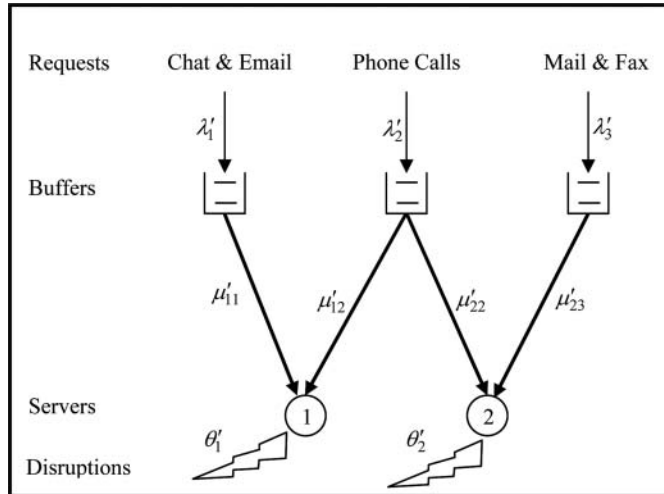 Requests Chat & Email Phone Calls Mail & Fax
λ′₁ λ′₂ λ′₃
Buffers
μ′₁₁ μ′₁₂ μ′₂₂ μ′₂₃
Servers 1 2
θ′₁ θ′₂
Disruptions